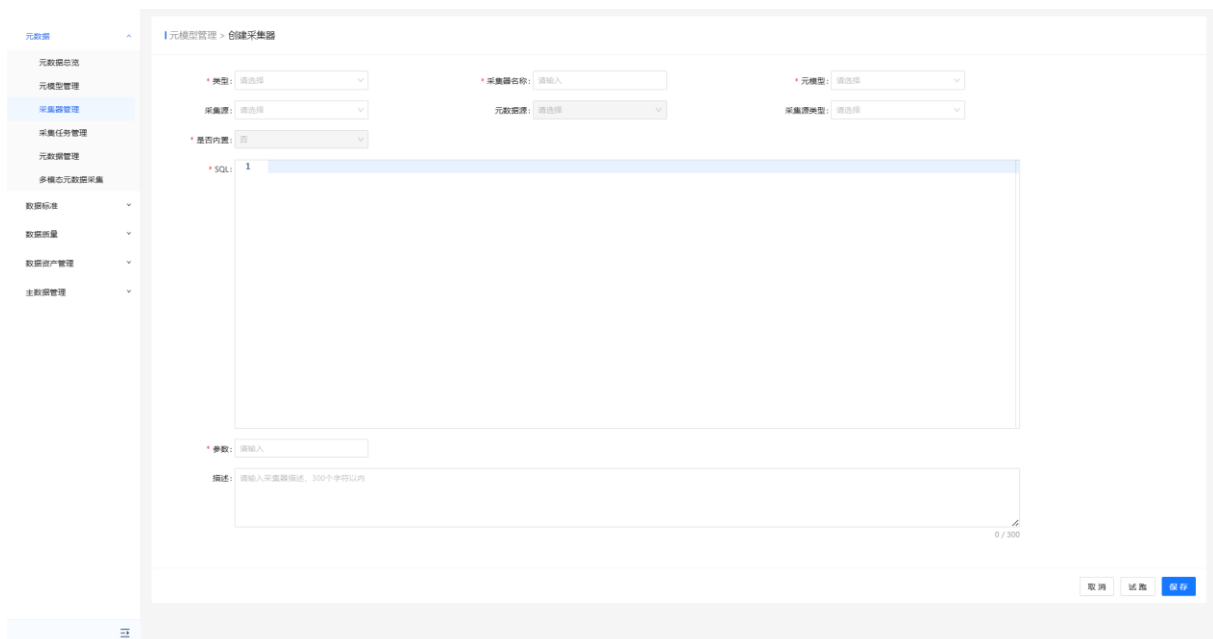 元数据
元数据总览
元模型管理
采集器管理
采集任务管理
元数据管理
多模态元数据采集
数据标准
数据质量
数据资产管理
主数据管理
元模型管理 > 创建采集器
* 类型: 请选择
* 采集器名称: 请输入
* 元模型: 请选择
采集源: 请选择
元数据源: 请选择
采集源类型: 请选择
* 是否内置: 否
* SQL: 1
* 参数: 请输入
描述: 请输入采集器描述, 300个字符以内
0 / 300
取 消
试 跑
保 存